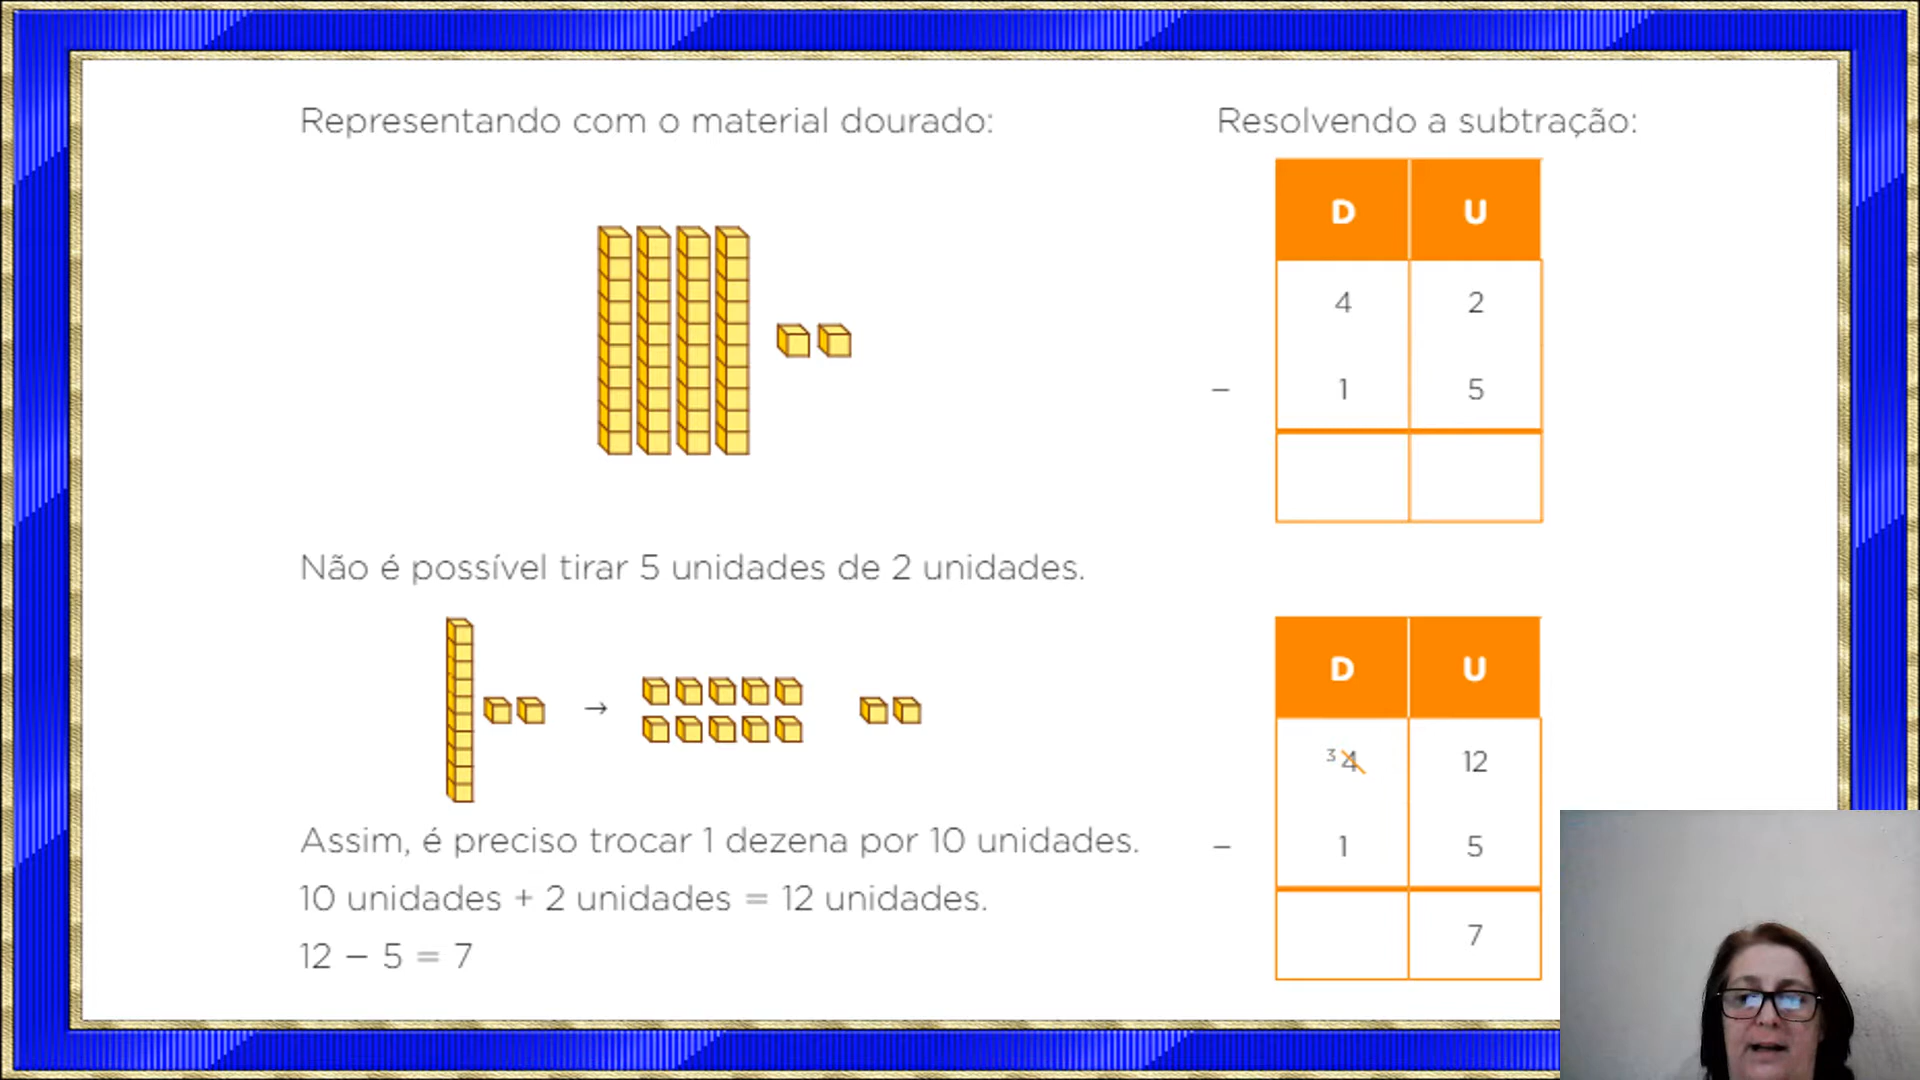 Representando com o material dourado:
Não é possível tirar 5 unidades de 2 unidades.
→
Assim, é preciso trocar 1 dezena por 10 unidades.
10 unidades + 2 unidades = 12 unidades.
12 – 5 = 7
Resolvendo a subtração:
D U
4 2
– 1 5
D U
3 4 12
– 1 5
7